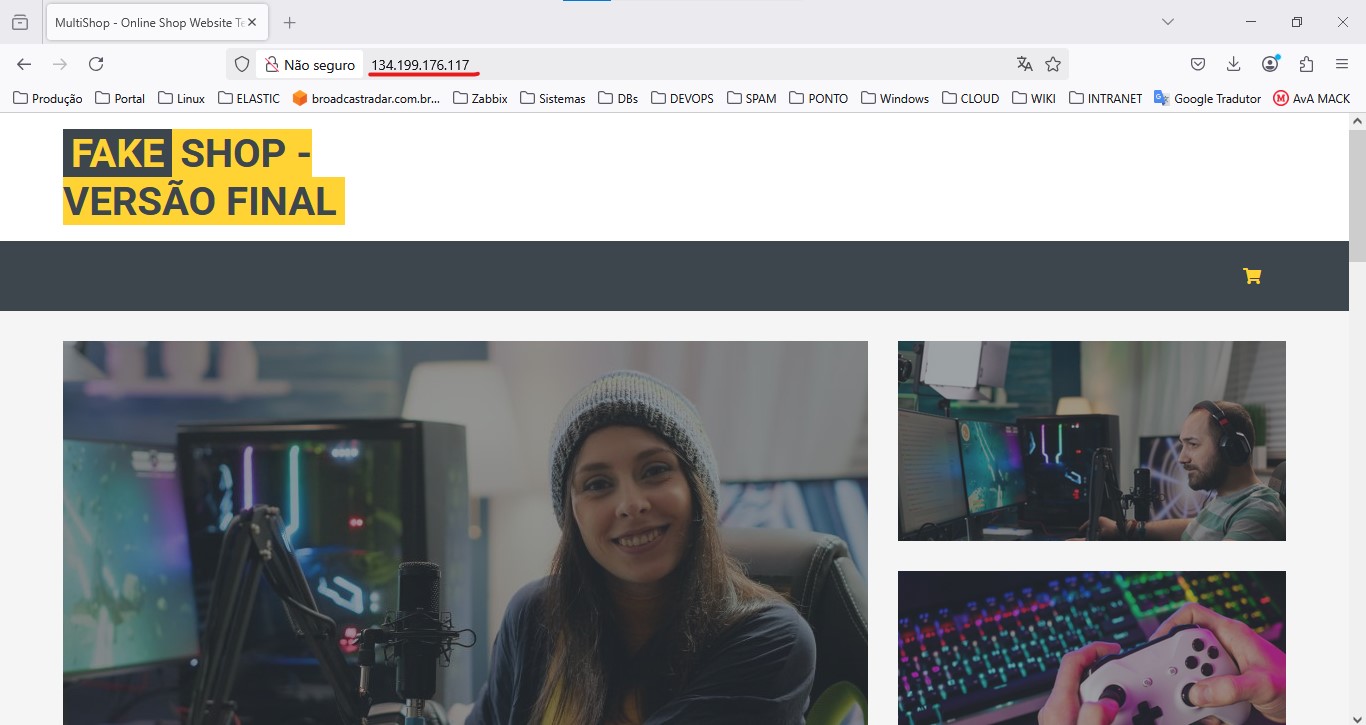 MultiShop - Online Shop Website Te
Não seguro
134.199.176.117
Produção
Portal
Linux
ELASTIC
broadcastradar.com.br...
Zabbix
Sistemas
DBs
DEVOPS
SPAM
PONTO
Windows
CLOUD
WIKI
INTRANET
Google Tradutor
AvA MACK
FAKE SHOP -
VERSÃO FINAL